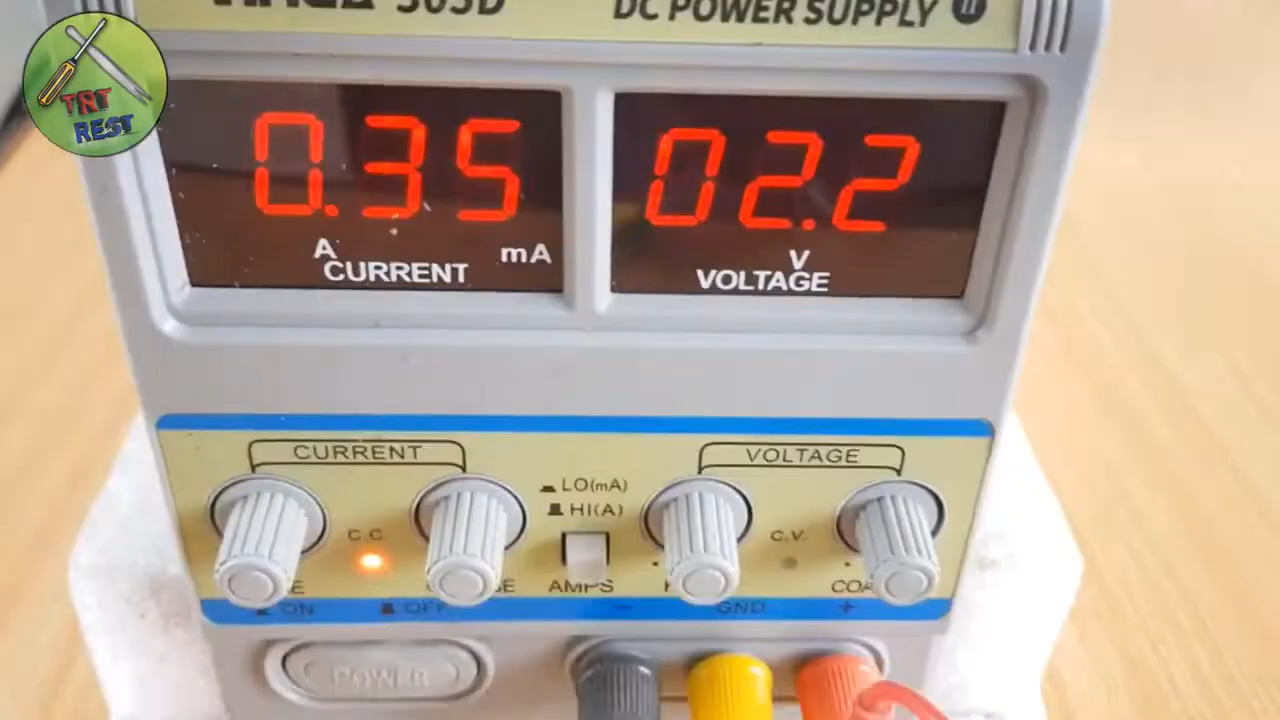 305D
DC POWER SUPPLY
TRT
REST
0.35
02.2
A
mA
CURRENT
V
VOLTAGE
CURRENT
VOLTAGE
LO(mA)
HI(A)
C.C.
C.V.
AMPS
ON
OFF
−
GND
+
POWER